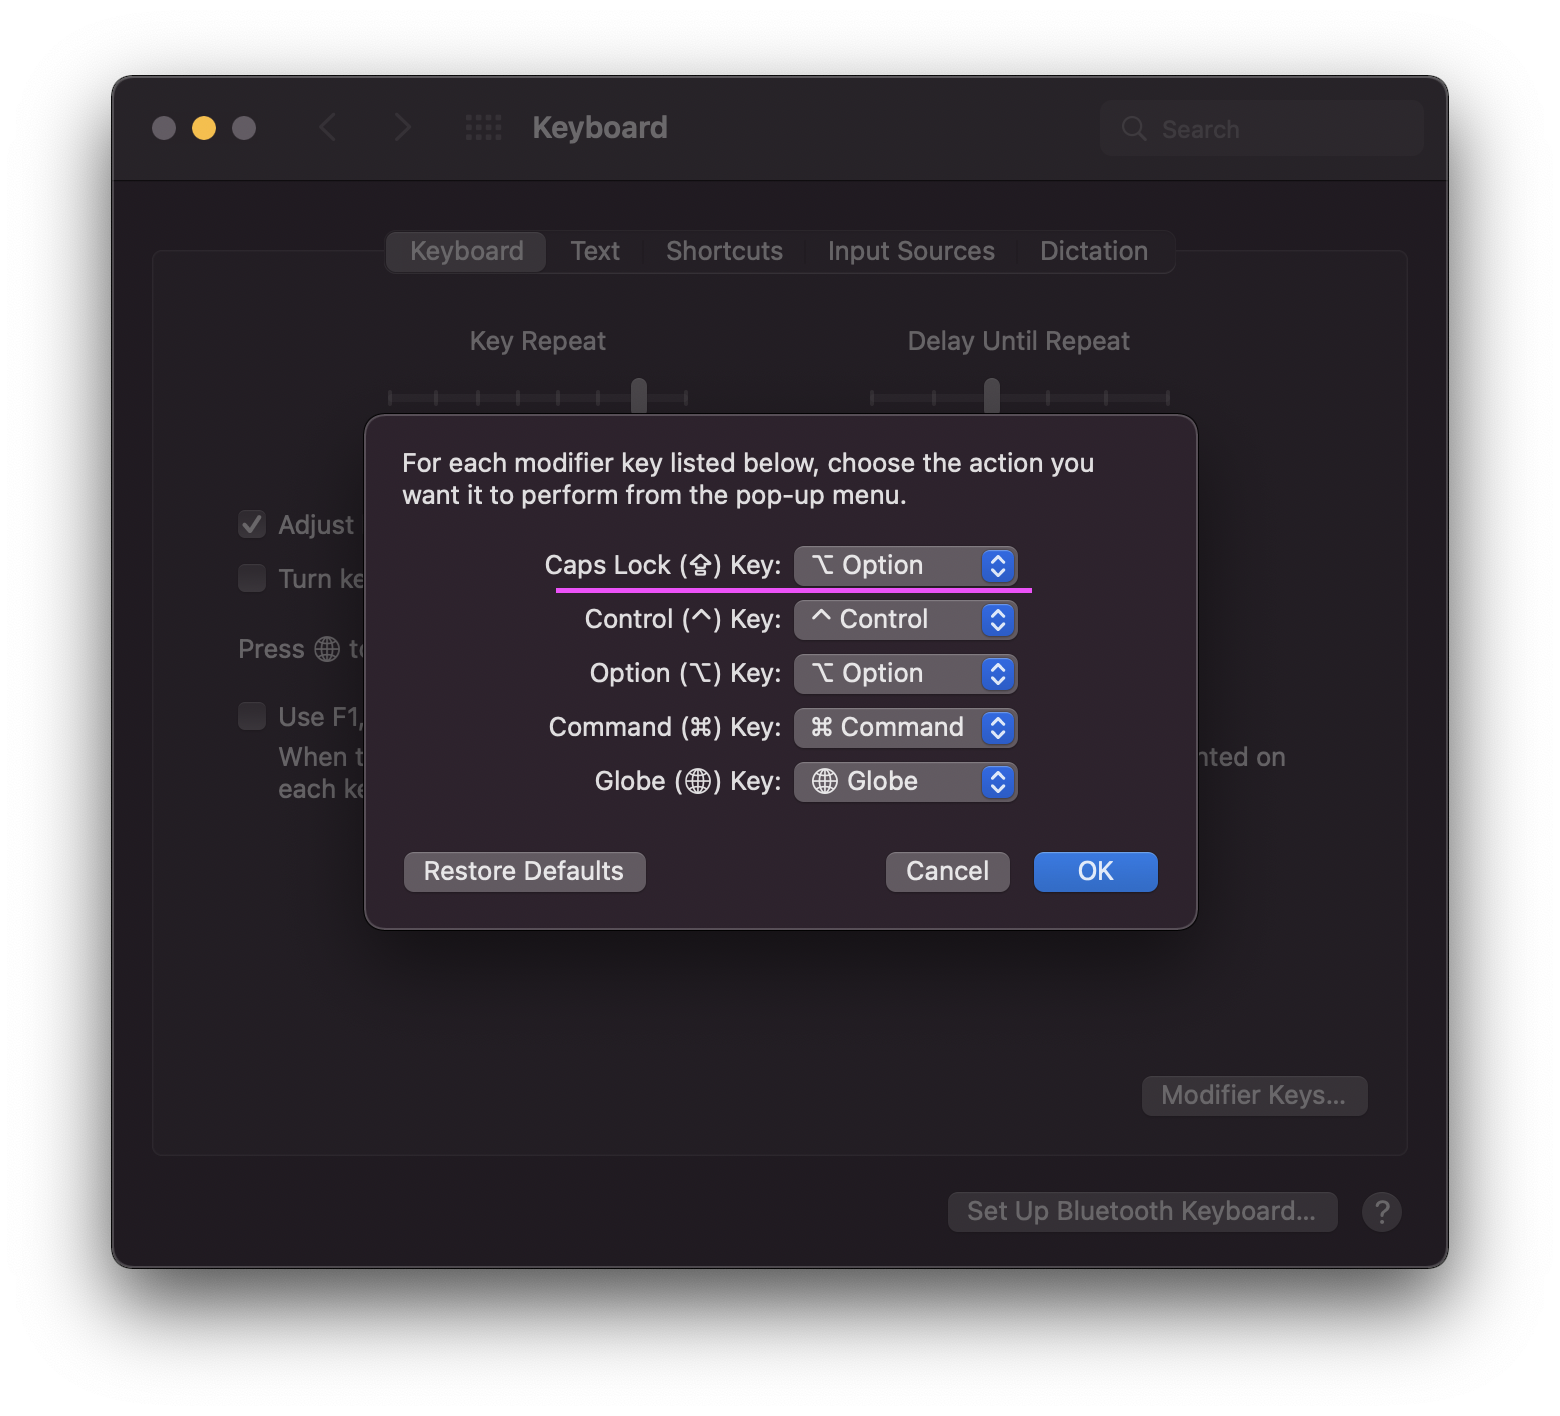 Keyboard
Search
Keyboard Text Shortcuts Input Sources Dictation
Key Repeat Delay Until Repeat
For each modifier key listed below, choose the action you
want it to perform from the pop-up menu.
Adjust
Caps Lock (⇪) Key: ⌥ Option
Turn ke
Control (^) Key: ^ Control
Press 🌐 to
Option (⌥) Key: ⌥ Option
Use F1,
Command (⌘) Key: ⌘ Command
When t
nted on
each ke
Globe (🌐) Key: 🌐 Globe
Restore Defaults Cancel OK
Modifier Keys...
Set Up Bluetooth Keyboard... ?